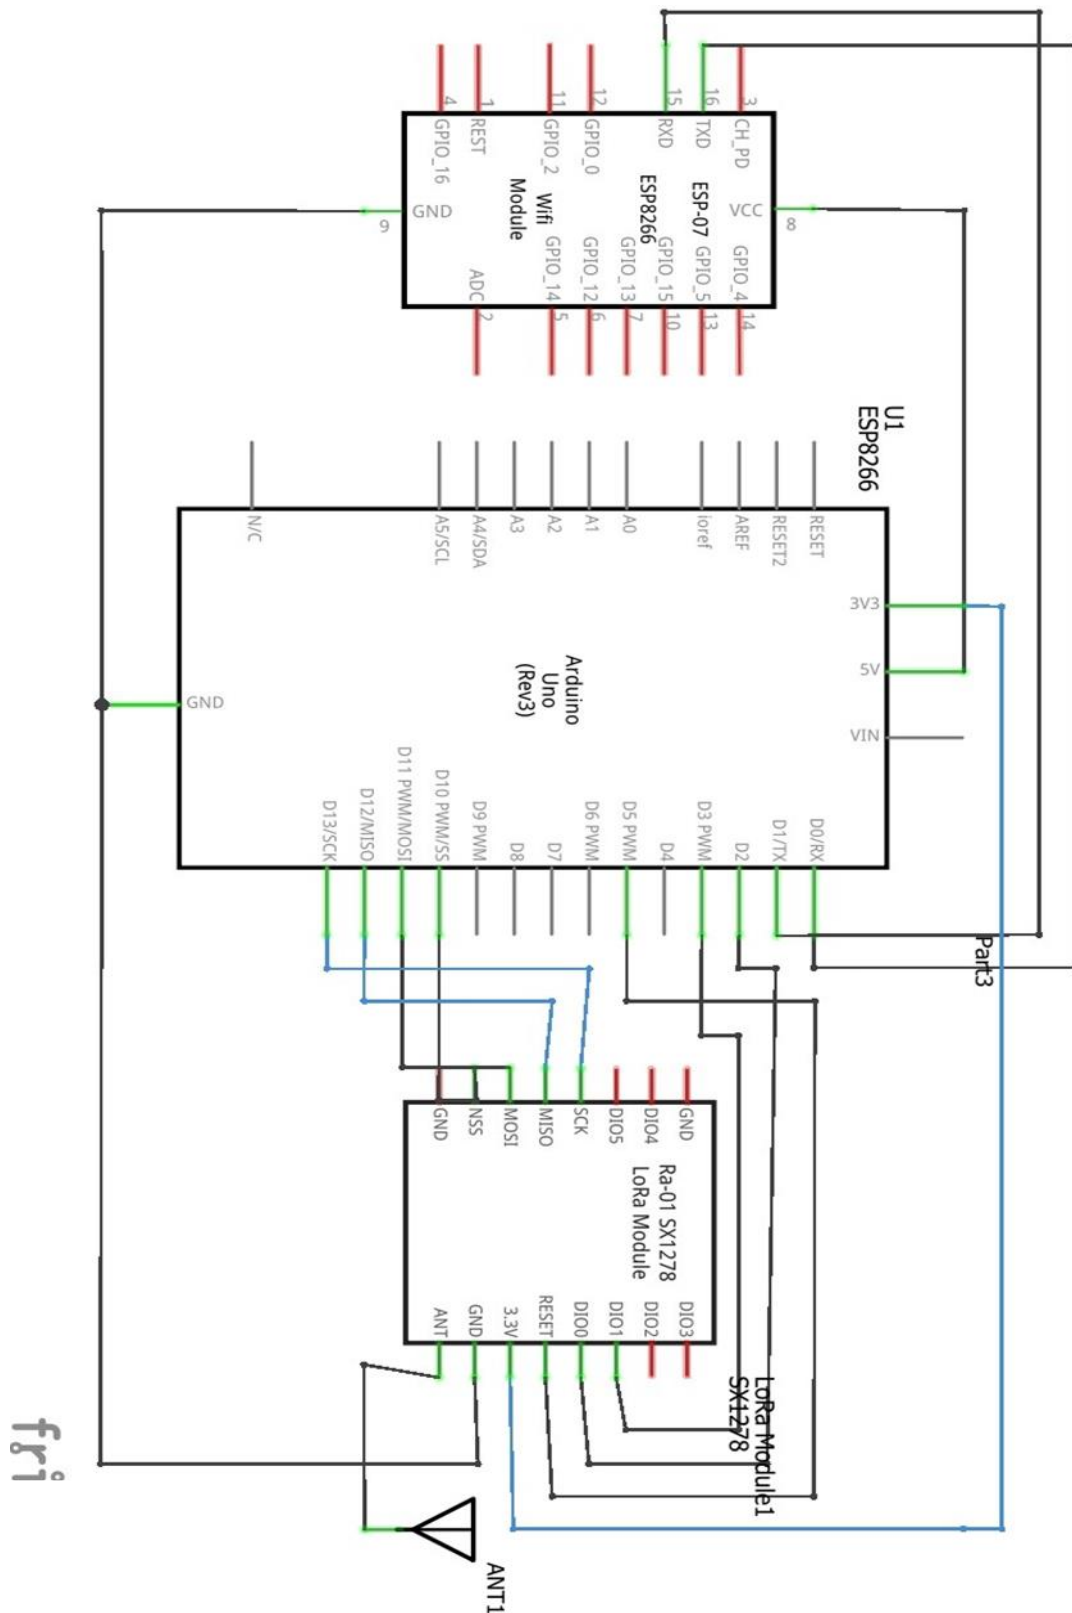 4
1
11
12
15
16
3
GPIO_16
REST
GPIO_2
GPIO_0
RXD
TXD
CH_PD
Wifi
Module
ESP-07
ESP8266
GND
9
VCC
8
ADC
GPIO_14
GPIO_12
GPIO_13
GPIO_15
GPIO_5
GPIO_4
2
5
6
7
10
13
14
U1
ESP8266
N/C
A5/SCL
A4/SDA
A3
A2
A1
A0
ioref
AREF
RESET2
RESET
3V3
5V
VIN
GND
Arduino
Uno
(Rev3)
D13/SCK
D12/MISO
D11 PWM/MOSI
D10 PWM/SS
D9 PWM
D8
D7
D6 PWM
D5 PWM
D4
D3 PWM
D2
D1/TX
D0/RX
Part3
GND
NSS
MOSI
MISO
SCK
DIO5
DIO4
GND
Ra-01 SX1278
LoRa Module
ANT
GND
3.3V
RESET
DIO0
DIO1
DIO2
DIO3
LoRa Module1
SX1278
ANT1
fri